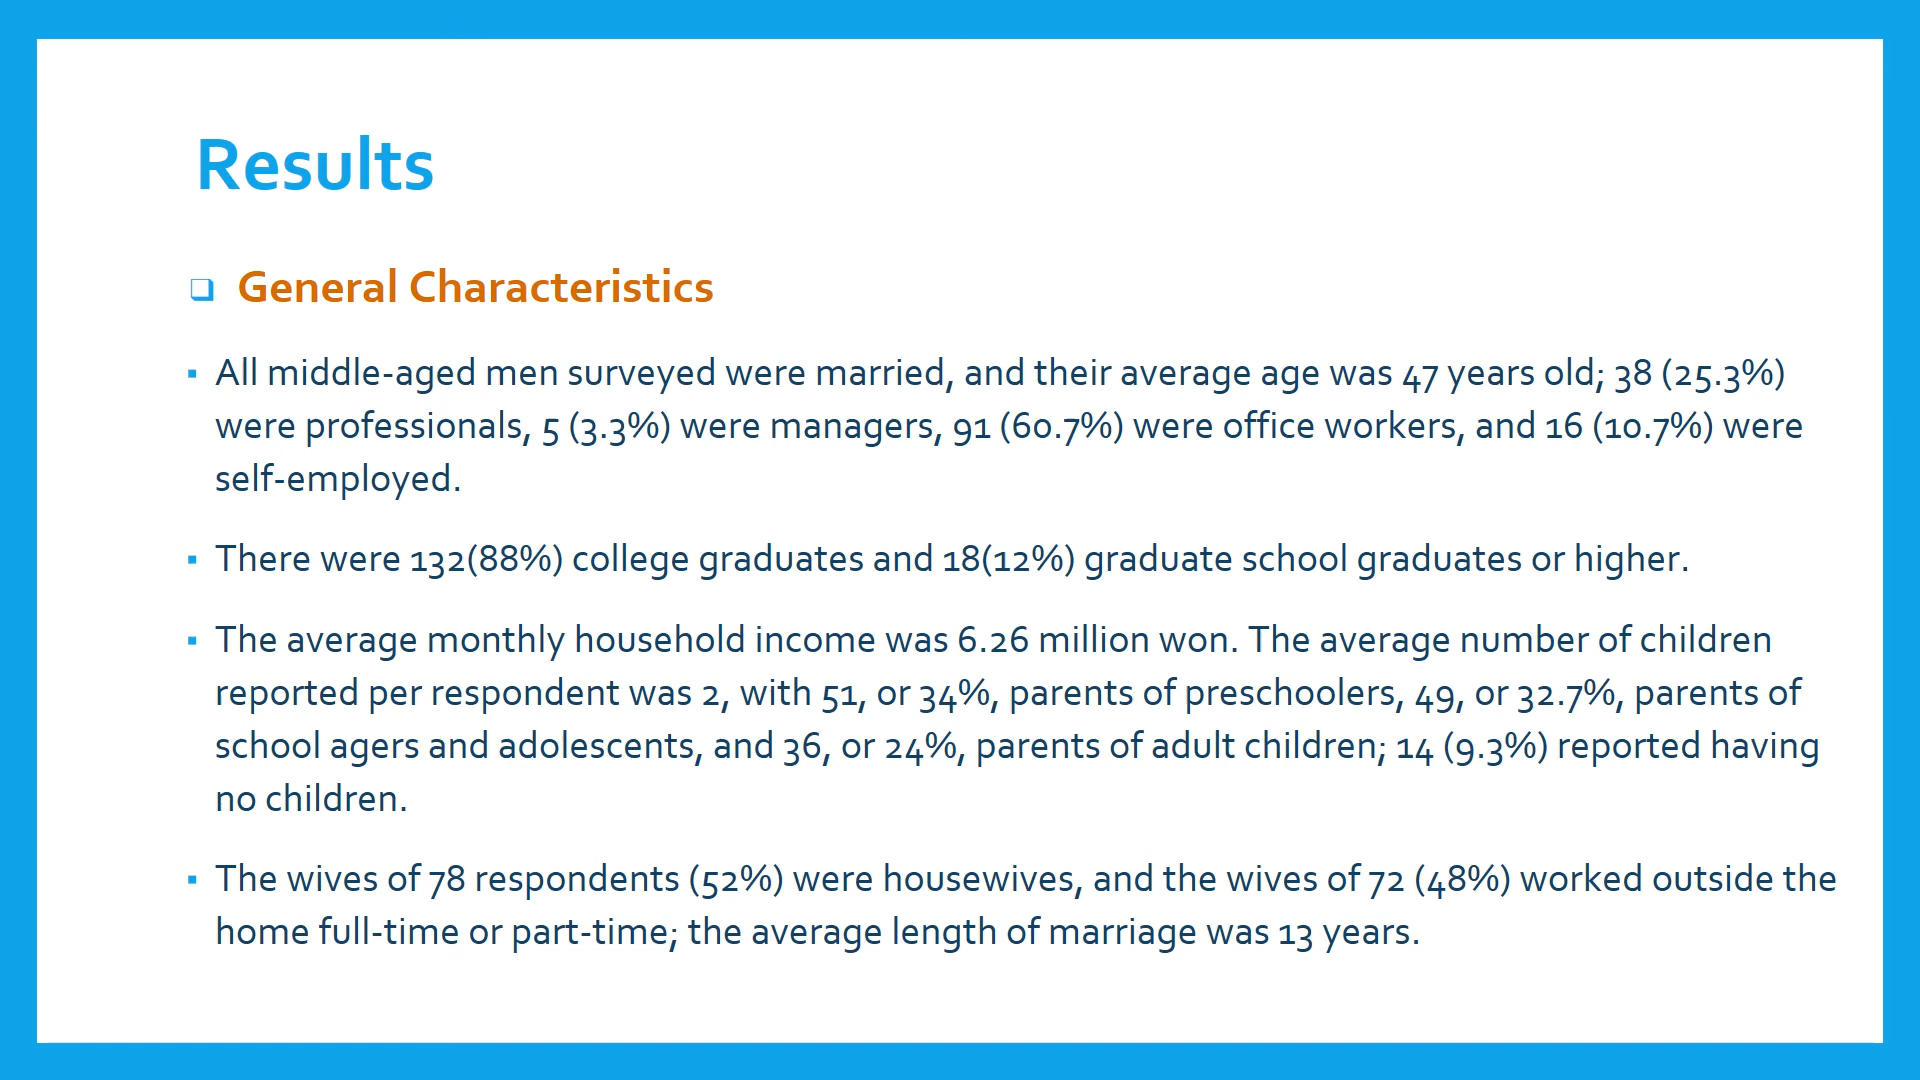 Results
General Characteristics
All middle-aged men surveyed were married, and their average age was 47 years old; 38 (25.3%)
were professionals, 5 (3.3%) were managers, 91 (60.7%) were office workers, and 16 (10.7%) were
self-employed.
There were 132(88%) college graduates and 18(12%) graduate school graduates or higher.
The average monthly household income was 6.26 million won. The average number of children
reported per respondent was 2, with 51, or 34%, parents of preschoolers, 49, or 32.7%, parents of
school agers and adolescents, and 36, or 24%, parents of adult children; 14 (9.3%) reported having
no children.
The wives of 78 respondents (52%) were housewives, and the wives of 72 (48%) worked outside the
home full-time or part-time; the average length of marriage was 13 years.